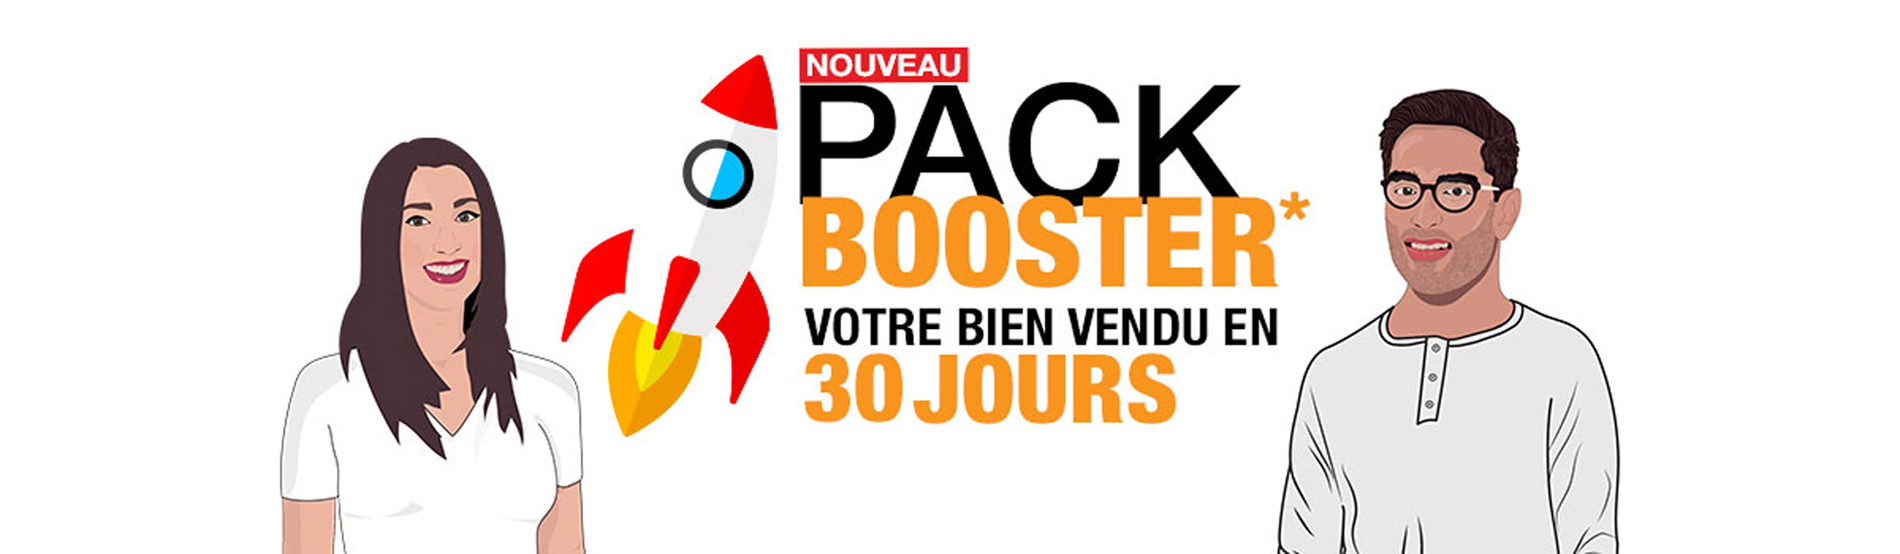 NOUVEAU
PACK
BOOSTER*
VOTRE BIEN VENDU EN
30 JOURS